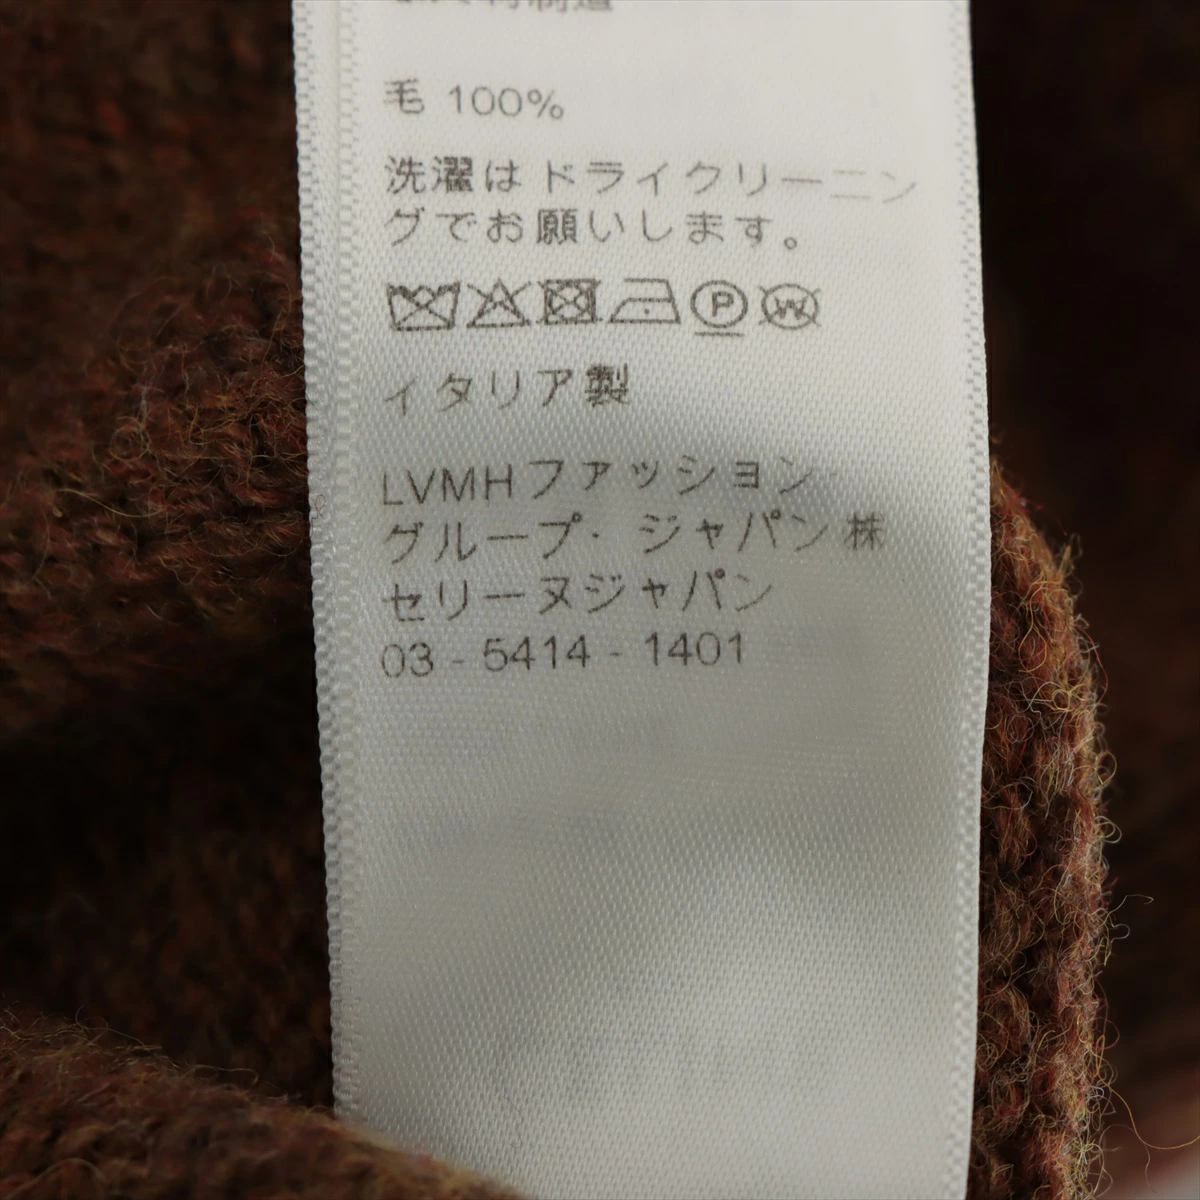 毛 100%
洗濯は ドライクリーニン
グでお願いします。
P W
イタリア製
LVMHファッション・
グループ・ ジャパン 株
セリーヌジャパン
03 - 5414 - 1401